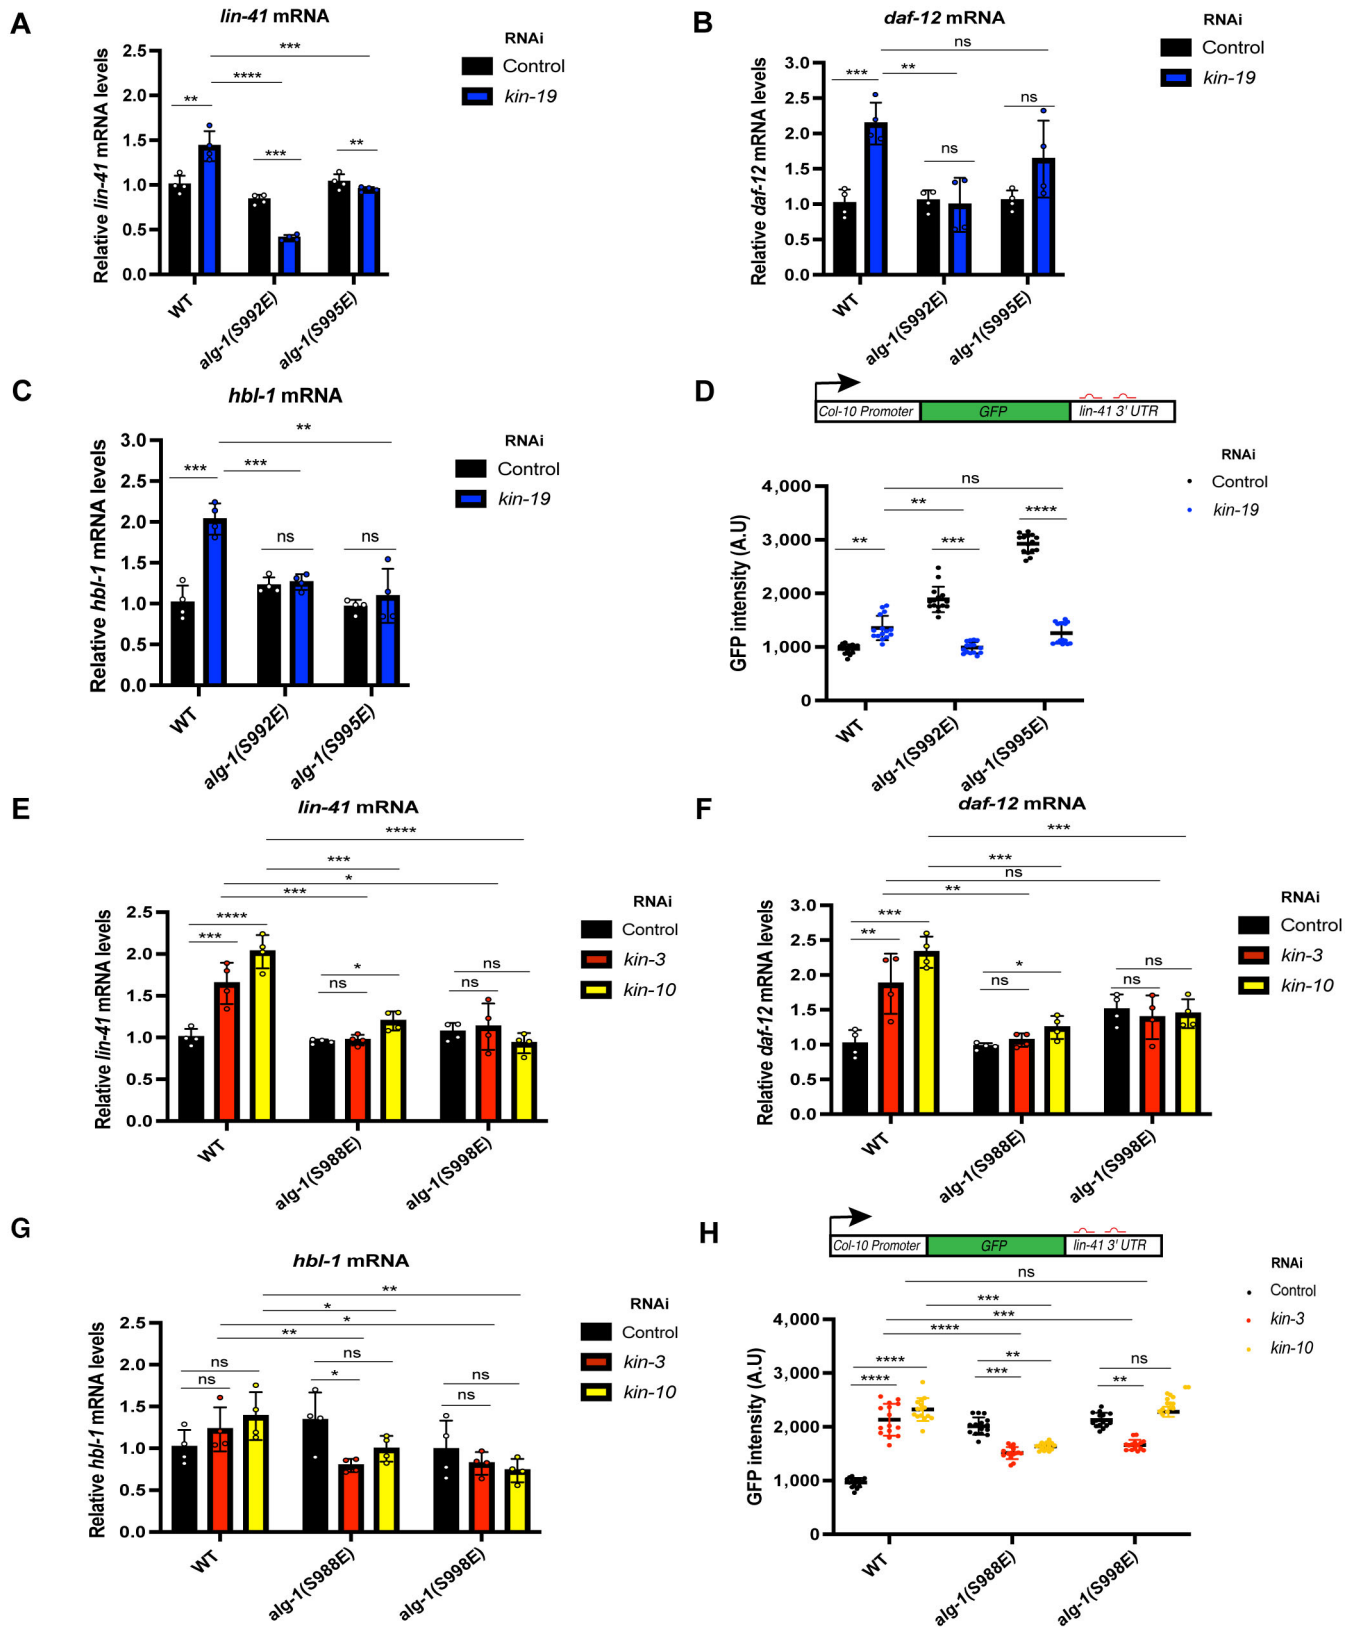 A
lin-41 mRNA
Relative lin-41 mRNA levels
2.5
2.0
1.5
1.0
0.5
0.0
***
****
**
***
**
WT
alg-1(S992E)
alg-1(S995E)
RNAi
Control
kin-19
B
daf-12 mRNA
Relative daf-12 mRNA levels
3.0
2.5
2.0
1.5
1.0
0.5
0.0
ns
**
***
ns
ns
WT
alg-1(S992E)
alg-1(S995E)
RNAi
Control
kin-19
C
hbl-1 mRNA
Relative hbl-1 mRNA levels
3.0
2.5
2.0
1.5
1.0
0.5
0.0
**
***
***
ns
ns
WT
alg-1(S992E)
alg-1(S995E)
RNAi
Control
kin-19
D
Col-10 Promoter
GFP
lin-41 3' UTR
GFP intensity (A.U)
4,000
3,000
2,000
1,000
0
ns
**
**
***
****
WT
alg-1(S992E)
alg-1(S995E)
RNAi
Control
kin-19
E
lin-41 mRNA
Relative lin-41 mRNA levels
2.5
2.0
1.5
1.0
0.5
0.0
****
***
*
***
****
***
*
ns
ns
ns
WT
alg-1(S988E)
alg-1(S998E)
RNAi
Control
kin-3
kin-10
F
daf-12 mRNA
Relative daf-12 mRNA levels
3.0
2.5
2.0
1.5
1.0
0.5
0.0
***
***
ns
**
***
**
*
ns
ns
ns
WT
alg-1(S988E)
alg-1(S998E)
RNAi
Control
kin-3
kin-10
G
hbl-1 mRNA
Relative hbl-1 mRNA levels
2.5
2.0
1.5
1.0
0.5
0.0
**
*
*
**
ns
ns
ns
*
ns
ns
WT
alg-1(S988E)
alg-1(S998E)
RNAi
Control
kin-3
kin-10
H
Col-10 Promoter
GFP
lin-41 3' UTR
GFP intensity (A.U)
4,000
3,000
2,000
1,000
0
ns
***
***
****
****
****
**
***
ns
**
WT
alg-1(S988E)
alg-1(S998E)
RNAi
Control
kin-3
kin-10